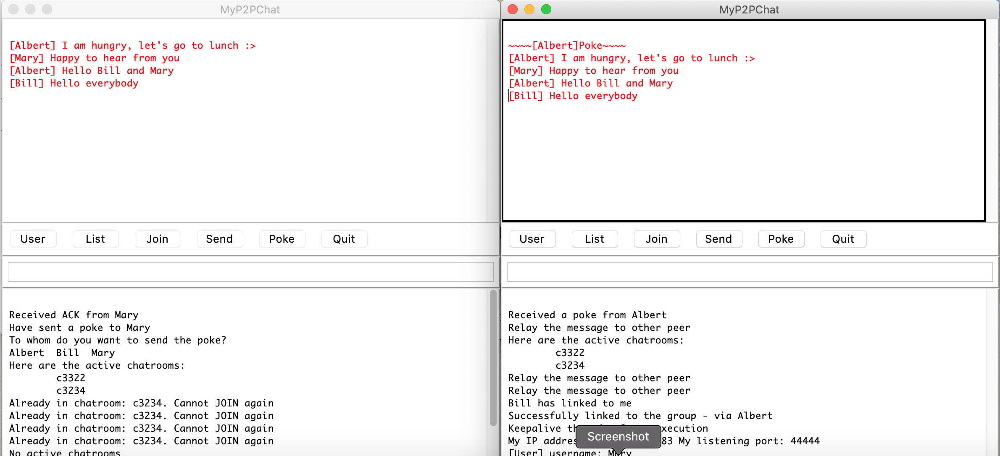 MyP2PChat
[Albert] I am hungry, let's go to lunch :>
[Mary] Happy to hear from you
[Albert] Hello Bill and Mary
[Bill] Hello everybody
User List Join Send Poke Quit
Received ACK from Mary
Have sent a poke to Mary
To whom do you want to send the poke?
Albert  Bill  Mary
Here are the active chatrooms:
c3322
c3234
Already in chatroom: c3234. Cannot JOIN again
Already in chatroom: c3234. Cannot JOIN again
Already in chatroom: c3234. Cannot JOIN again
Already in chatroom: c3234. Cannot JOIN again
No active chatrooms
MyP2PChat
~~~~[Albert]Poke~~~~
[Albert] I am hungry, let's go to lunch :>
[Mary] Happy to hear from you
[Albert] Hello Bill and Mary
[Bill] Hello everybody
User List Join Send Poke Quit
Received a poke from Albert
Relay the message to other peer
Here are the active chatrooms:
c3322
c3234
Relay the message to other peer
Relay the message to other peer
Bill has linked to me
Successfully linked to the group - via Albert
Keepalive
My IP 83 My listening port: 44444
[User] username: Mary
Screenshot